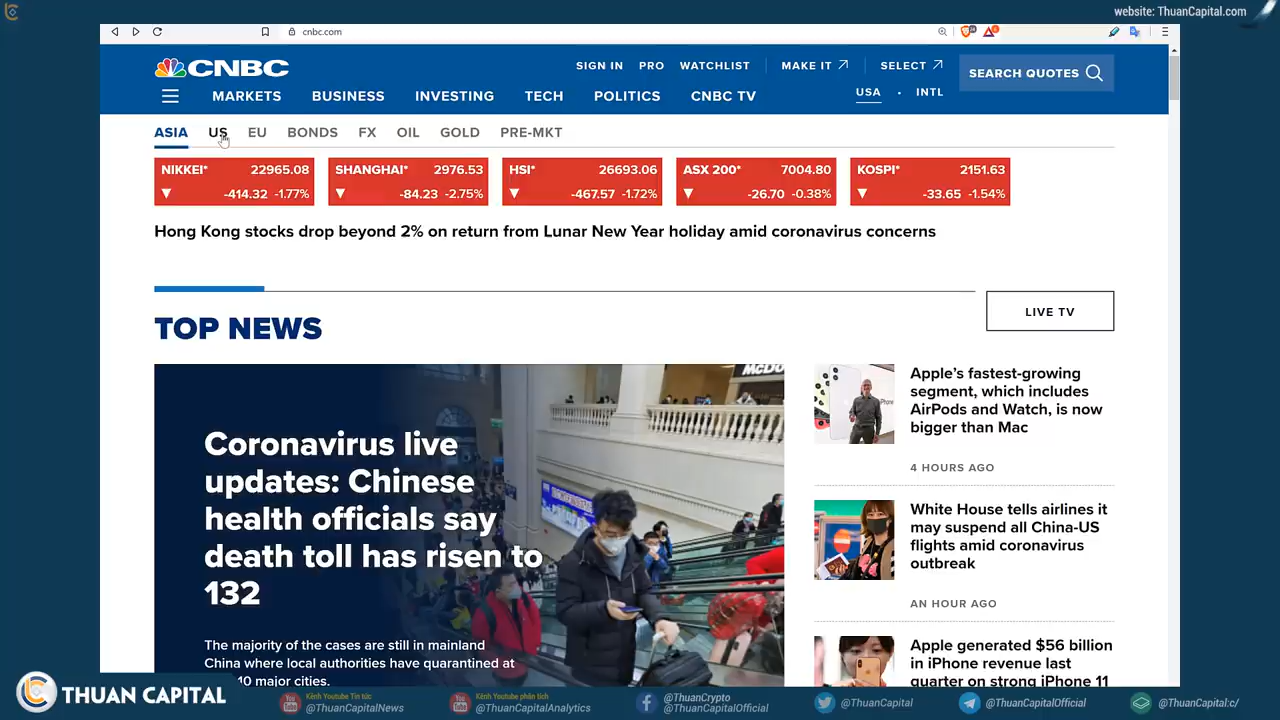 website: ThuanCapital.com
cnbc.com
CNBC
SIGN IN PRO WATCHLIST MAKE IT SELECT
SEARCH QUOTES
USA • INTL
MARKETS BUSINESS INVESTING TECH POLITICS CNBC TV
ASIA US EU BONDS FX OIL GOLD PRE-MKT
NIKKEI* 22965.08
-414.32 -1.77%
SHANGHAI* 2976.53
-84.23 -2.75%
HSI* 26693.06
-467.57 -1.72%
ASX 200* 7004.80
-26.70 -0.38%
KOSPI* 2151.63
-33.65 -1.54%
Hong Kong stocks drop beyond 2% on return from Lunar New Year holiday amid coronavirus concerns
TOP NEWS
LIVE TV
Coronavirus live
updates: Chinese
health officials say
death toll has risen to
132
The majority of the cases are still in mainland
China where local authorities have quarantined at
10 major cities.
Apple's fastest-growing
segment, which includes
AirPods and Watch, is now
bigger than Mac
4 HOURS AGO
White House tells airlines it
may suspend all China-US
flights amid coronavirus
outbreak
AN HOUR AGO
Apple generated $56 billion
in iPhone revenue last
quarter on strong iPhone 11
THUAN CAPITAL
Kênh Youtube Tin tức
@ThuanCapitalNews
Kênh Youtube phân tích
@ThuanCapitalAnalytics
@ThuanCrypto
@ThuanCapitalOfficial
@ThuanCapital
@ThuanCapitalOfficial
@ThuanCapital:c/